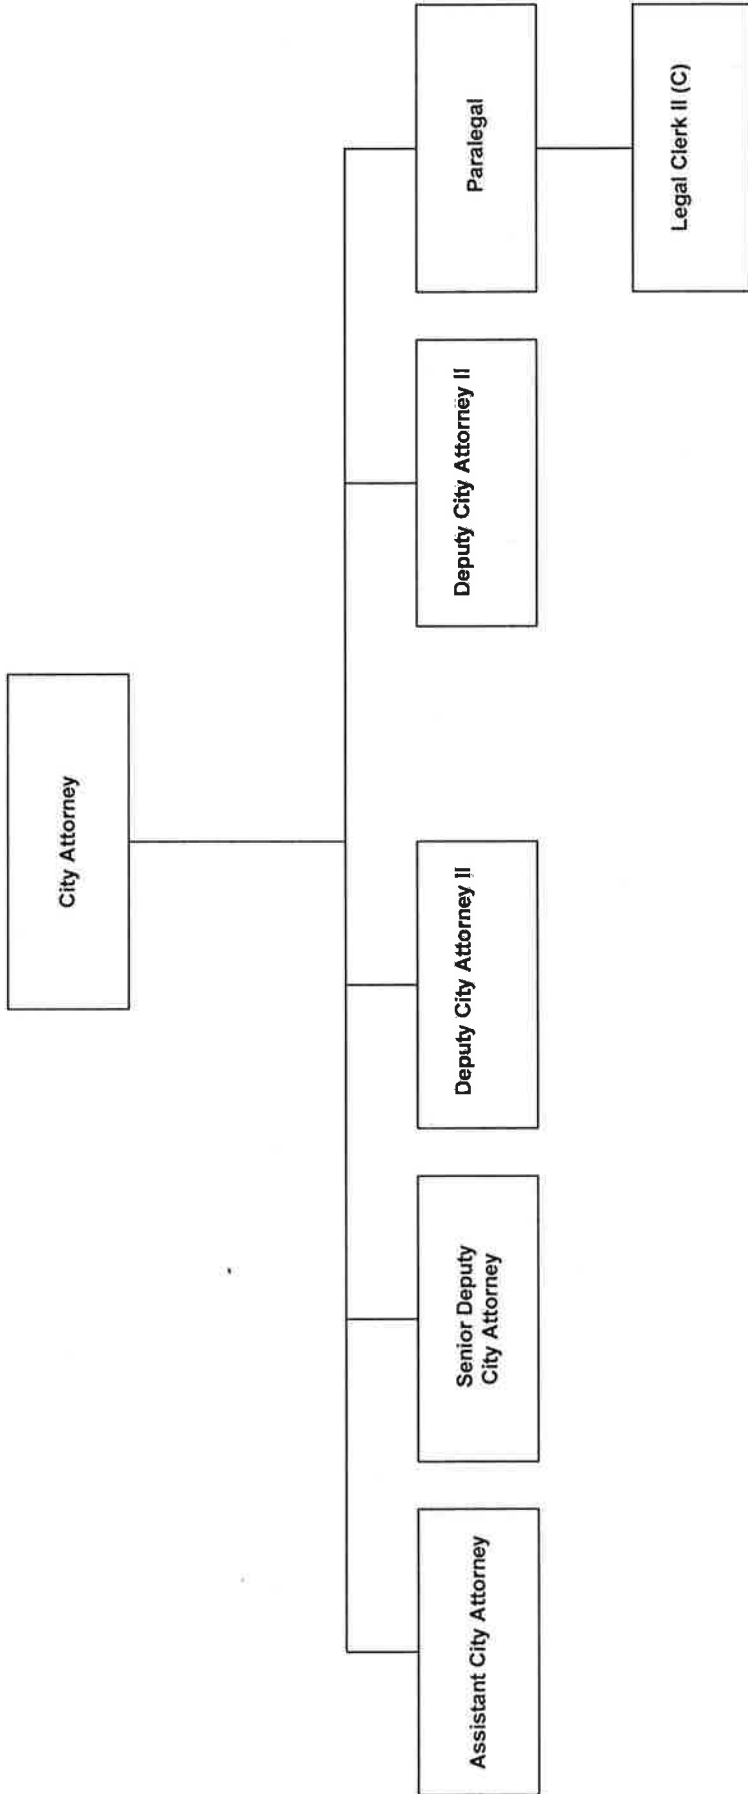 City Attorney
Assistant City Attorney
Senior Deputy
City Attorney
Deputy City Attorney II
Deputy City Attorney II
Paralegal
Legal Clerk II (C)